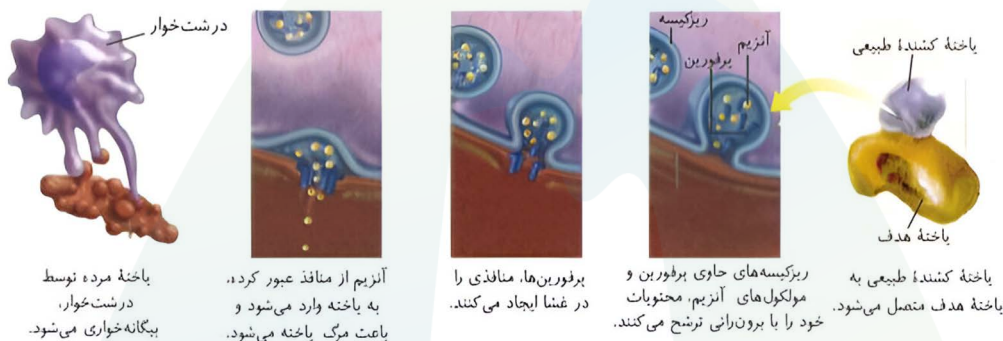 یاختهٔ کشندهٔ طبیعی
یاختهٔ هدف
یاختهٔ کشندهٔ طبیعی به
یاختهٔ هدف متصل می‌شود.
ریزکیسه
آنزیم
پرفورین
ریزکیسه‌های حاوی پرفورین و
مولکول‌های آنزیم، محتویات
خود را با برون‌رانی ترشح می‌کنند.
پرفورین‌ها، منافذی را
در غشا ایجاد می‌کنند.
آنزیم از منافذ عبور کرده،
به یاخته وارد می‌شود و
باعث مرگ یاخته می‌شود.
درشت‌خوار
یاختهٔ مرده توسط
درشت‌خوار،
بیگانه‌خواری می‌شود.